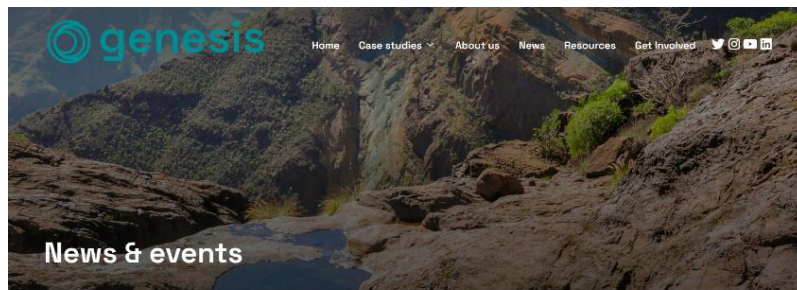 genesis
Home Case studies About us News Resources Get Involved
News & events